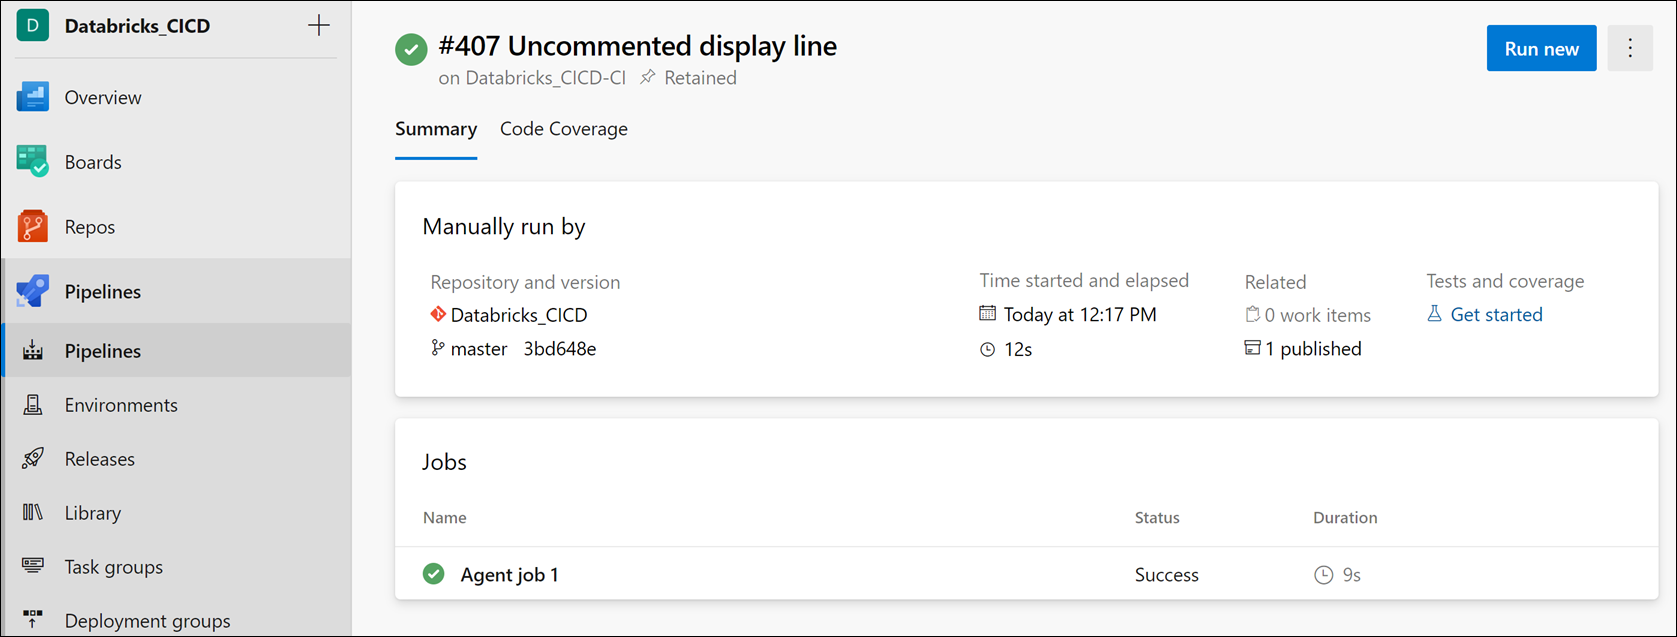 D Databricks_CICD
Overview
Boards
Repos
Pipelines
Pipelines
Environments
Releases
Library
Task groups
Deployment groups
#407 Uncommented display line
on Databricks_CICD-CI Retained
Run new
Summary Code Coverage
Manually run by
Repository and version
Databricks_CICD
master 3bd648e
Time started and elapsed
Today at 12:17 PM
12s
Related
0 work items
1 published
Tests and coverage
Get started
Jobs
Name Status Duration
Agent job 1 Success 9s